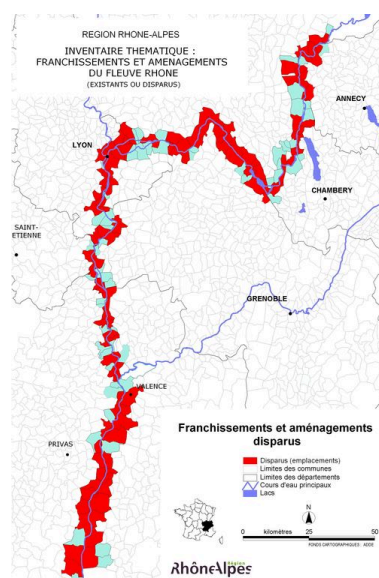 REGION RHONE-ALPES
INVENTAIRE THEMATIQUE :
FRANCHISSEMENTS ET AMENAGEMENTS
DU FLEUVE RHONE
(EXISTANTS OU DISPARUS)
ANNECY
LYON
CHAMBERY
SAINT-
ETIENNE
GRENOBLE
VALENCE
PRIVAS
Franchissements et aménagements
disparus
Disparus (emplacements)
Limites des communes
Limites des départements
Cours d'eau principaux
Lacs
N
0 kilomètres 25 50
FONDS CARTOGRAPHIQUES : ADDE
Région
RhôneAlpes